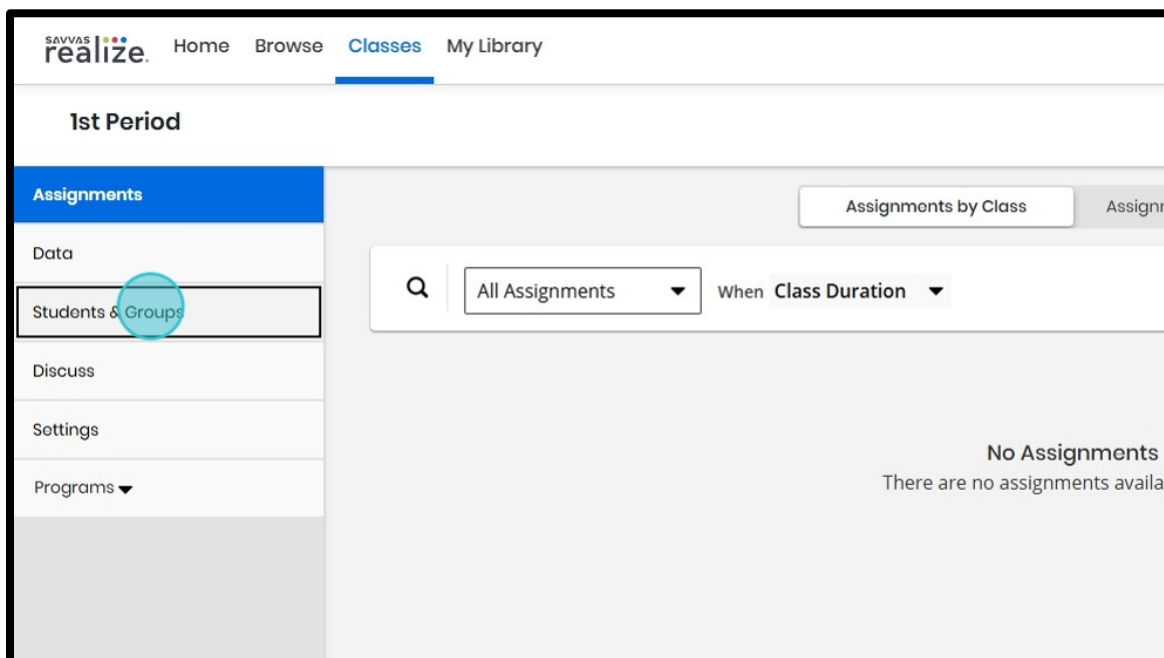 SAVVAS
realize.
Home Browse Classes My Library
1st Period
Assignments
Data
Students & Groups
Discuss
Settings
Programs
Assignments by Class
All Assignments When Class Duration
No Assignments
There are no assignments